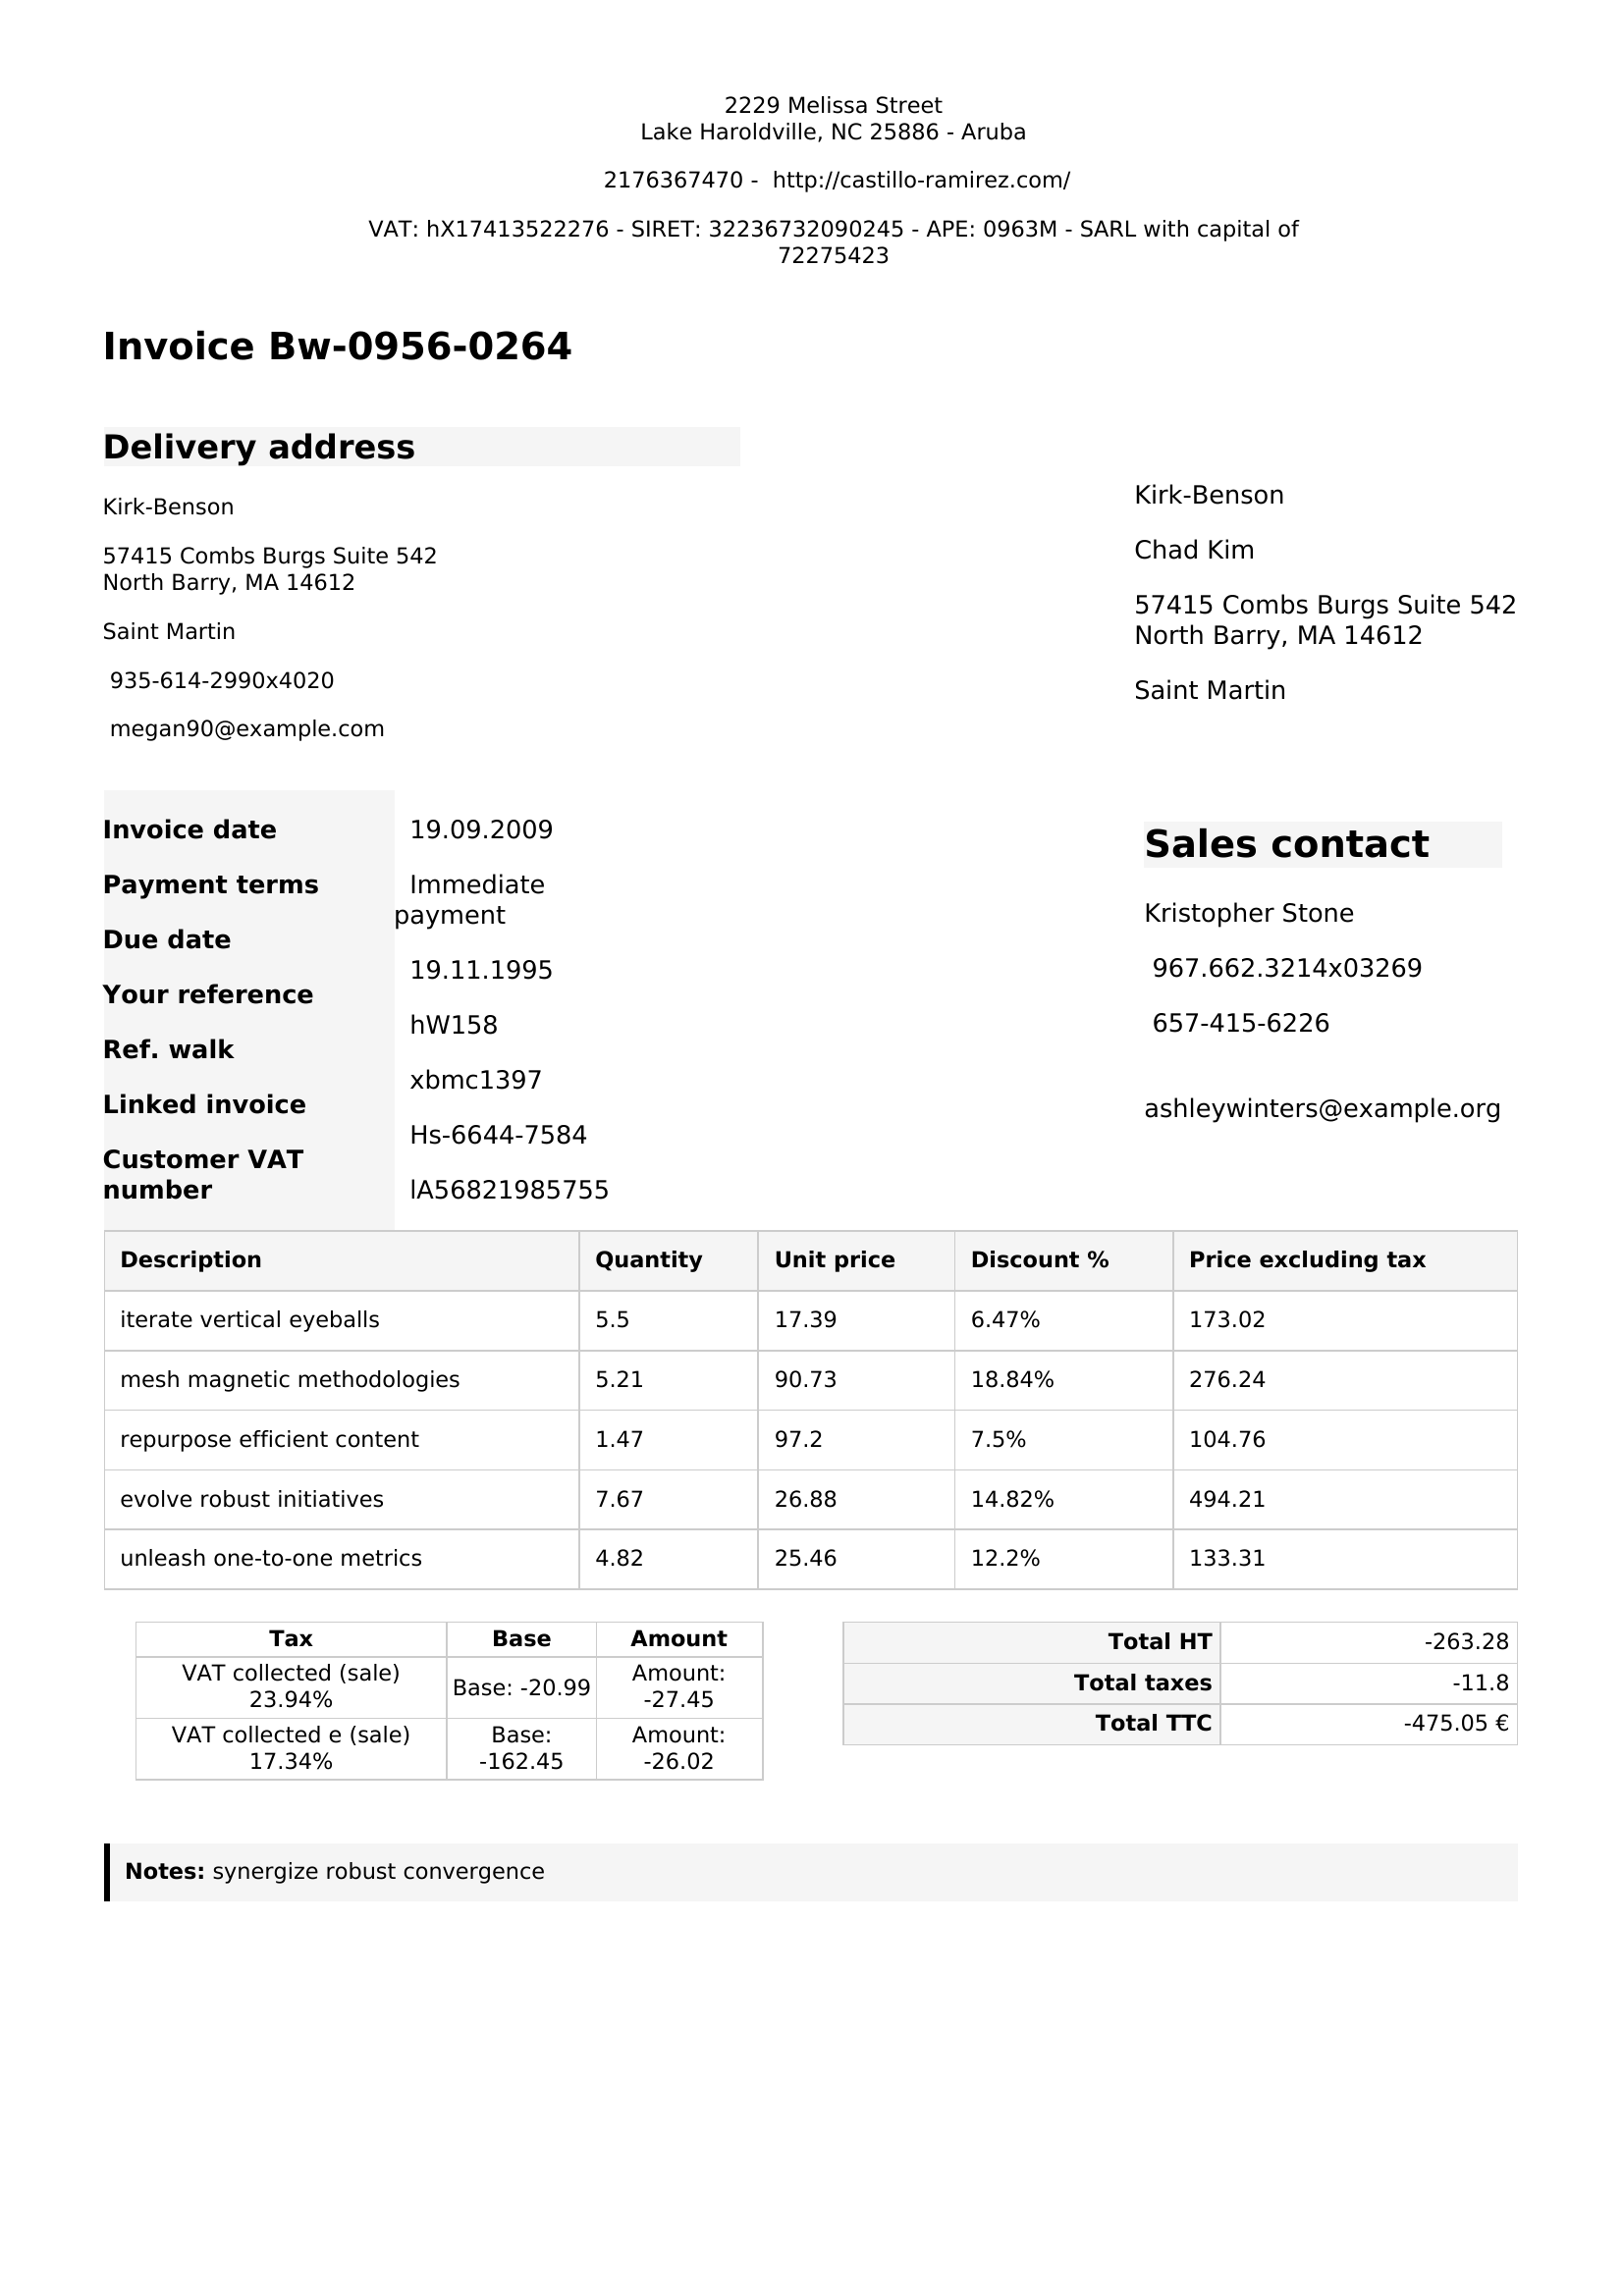 2229 Melissa Street
Lake Haroldville, NC 25886 - Aruba
2176367470 - http://castillo-ramirez.com/
VAT: hX17413522276 - SIRET: 32236732090245 - APE: 0963M - SARL with capital of
72275423
Invoice Bw-0956-0264
Delivery address
Kirk-Benson
57415 Combs Burgs Suite 542
North Barry, MA 14612
Saint Martin
935-614-2990x4020
megan90@example.com
Kirk-Benson
Chad Kim
57415 Combs Burgs Suite 542
North Barry, MA 14612
Saint Martin
Invoice date
Payment terms
Due date
Your reference
Ref. walk
Linked invoice
Customer VAT
number
19.09.2009
Immediate
payment
19.11.1995
hW158
xbmc1397
Hs-6644-7584
lA56821985755
Sales contact
Kristopher Stone
967.662.3214x03269
657-415-6226
ashleywinters@example.org
Description Quantity Unit price Discount % Price excluding tax
iterate vertical eyeballs 5.5 17.39 6.47% 173.02
mesh magnetic methodologies 5.21 90.73 18.84% 276.24
repurpose efficient content 1.47 97.2 7.5% 104.76
evolve robust initiatives 7.67 26.88 14.82% 494.21
unleash one-to-one metrics 4.82 25.46 12.2% 133.31
Tax Base Amount
VAT collected (sale)
23.94%
Base: -20.99
Amount:
-27.45
VAT collected e (sale)
17.34%
Base:
-162.45
Amount:
-26.02
Total HT -263.28
Total taxes -11.8
Total TTC -475.05 €
Notes: synergize robust convergence